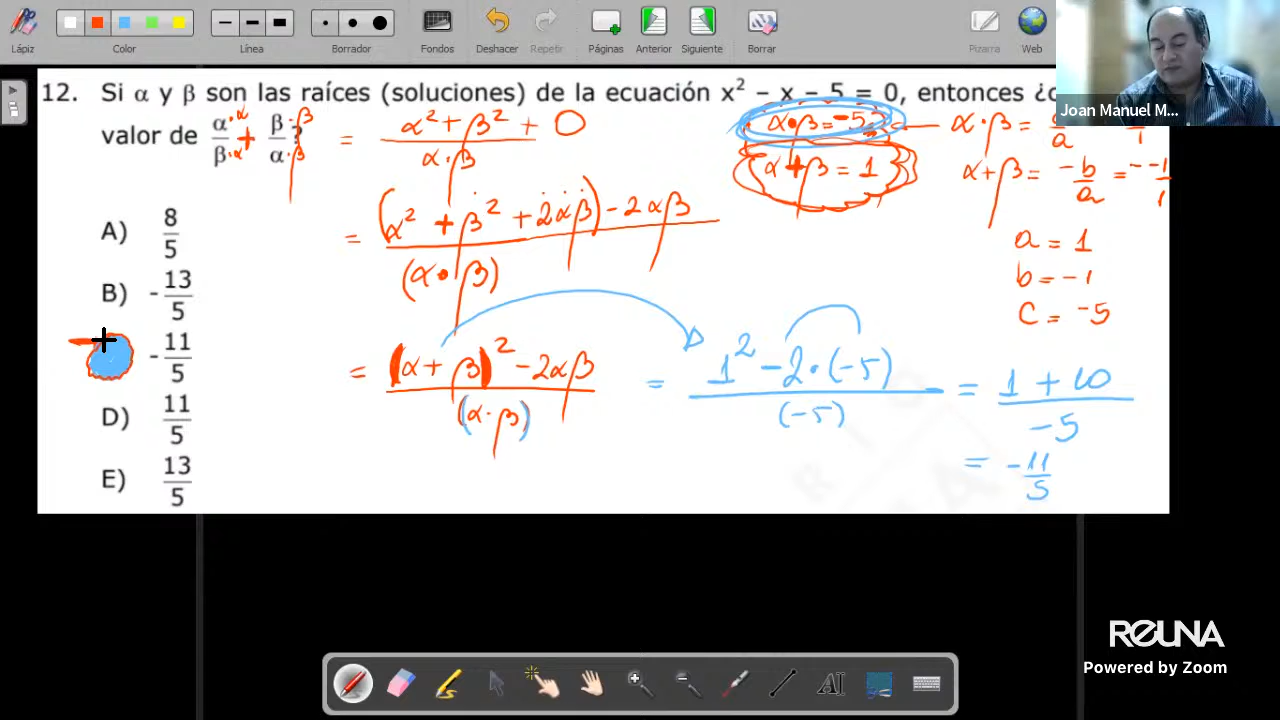 Lápiz Color Línea Borrador Fondos Deshacer Repetir Páginas Anterior Siguiente Borrar Pizarra Web
Joan Manuel M...
12. Si α y β son las raíces (soluciones) de la ecuación x² − x − 5 = 0, entonces
valor de α·α/β·α + β·β/α·β ? = α² + β² + 0 / α·β
α·β = -5
α + β = 1
α·β =
α + β = -b/a = --1/1
= (α² + β² + 2αβ) - 2αβ / (α·β)
a = 1
b = -1
c = -5
A) 8/5
B) - 13/5
- 11/5
D) 11/5
E) 13/5
= (α + β)² - 2αβ / (α·β) = 1² - 2·(-5) / (-5) = 1 + 10 / -5
= - 11/5
REUNA
Powered by Zoom
AI